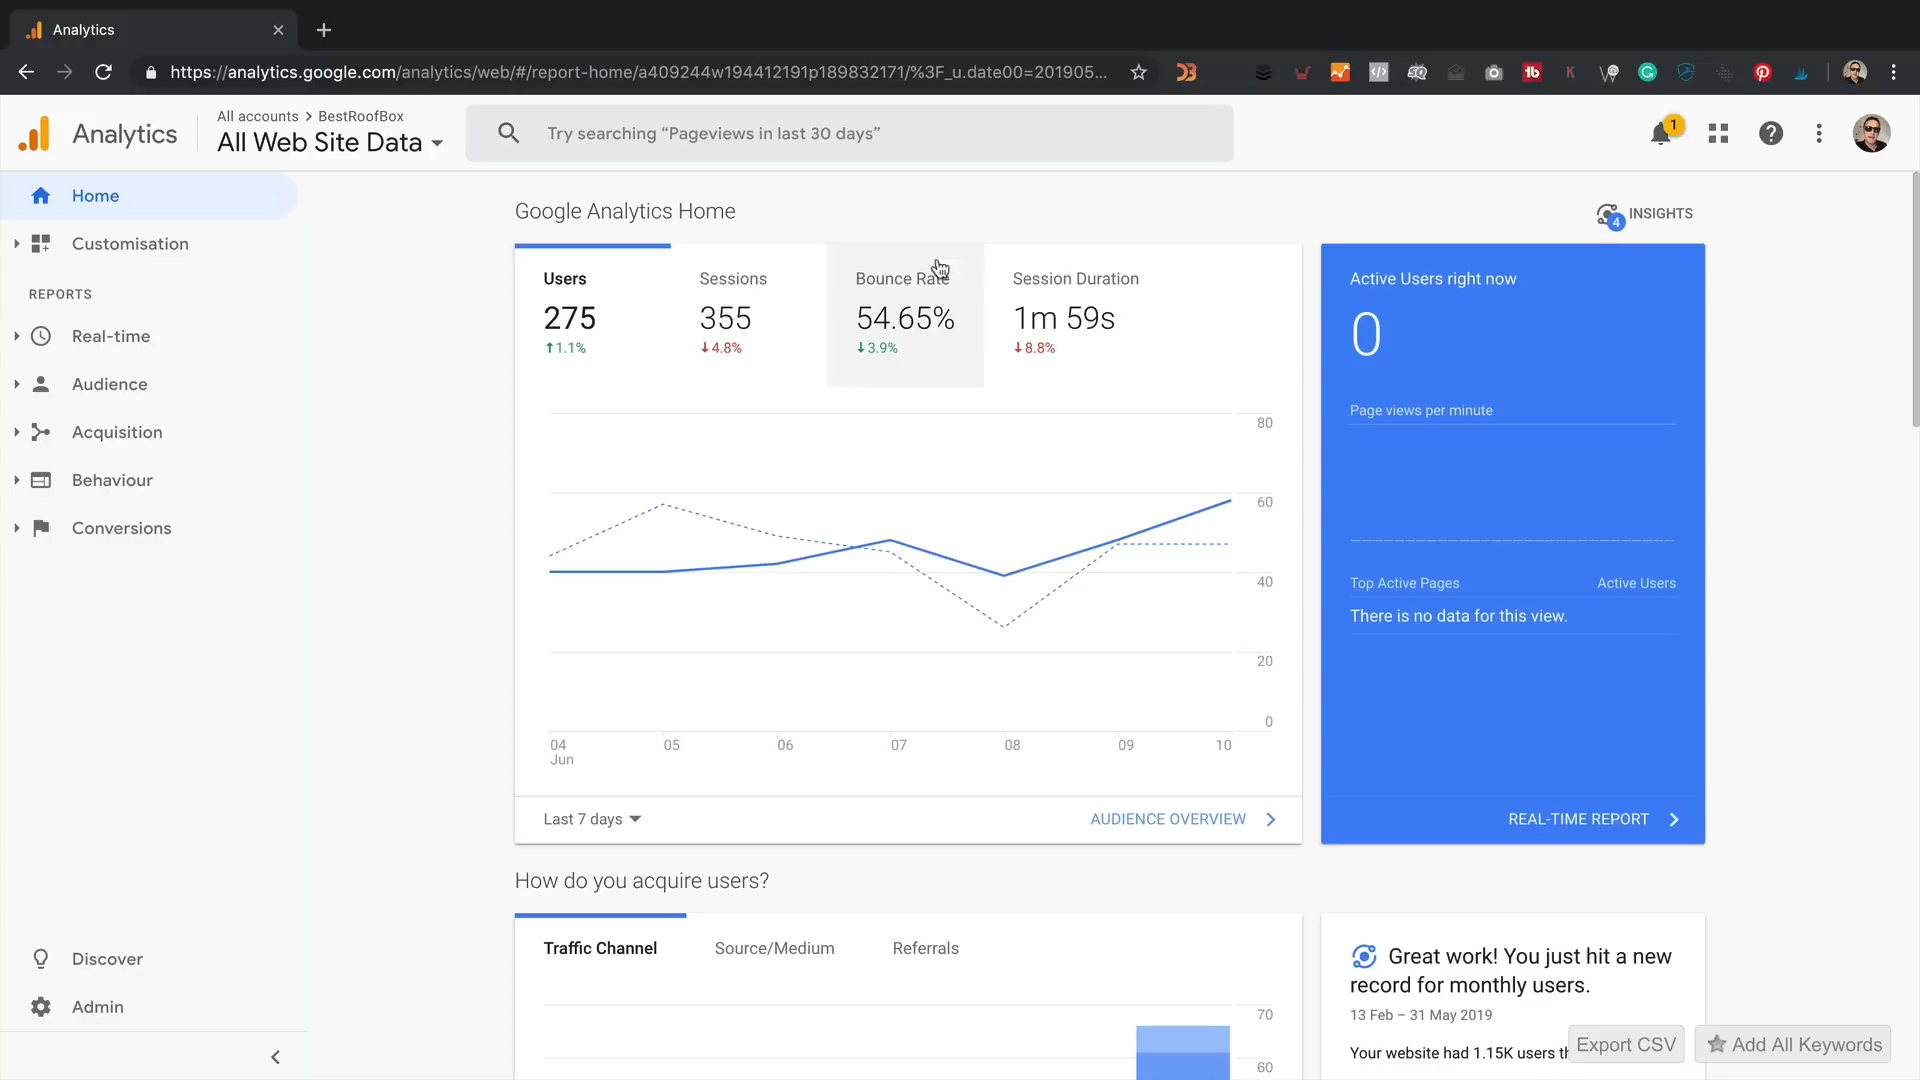 Analytics
https://analytics.google.com/analytics/web/#/report-home/a409244w194412191p189832171/%3F_u.date00=201905...
Analytics
All accounts > BestRoofBox
All Web Site Data
Try searching “Pageviews in last 30 days”
1
Home
Customisation
REPORTS
Real-time
Audience
Acquisition
Behaviour
Conversions
Discover
Admin
Google Analytics Home
4 INSIGHTS
Users
275
1.1%
Sessions
355
4.8%
Bounce Rate
54.65%
3.9%
Session Duration
1m 59s
8.8%
80
60
40
20
0
04 05 06 07 08 09 10
Jun
Last 7 days
AUDIENCE OVERVIEW
Active Users right now
0
Page views per minute
Top Active Pages Active Users
There is no data for this view.
REAL-TIME REPORT
How do you acquire users?
Traffic Channel Source/Medium Referrals
70
60
Great work! You just hit a new
record for monthly users.
13 Feb – 31 May 2019
Your website had 1.15K users
Export CSV
Add All Keywords